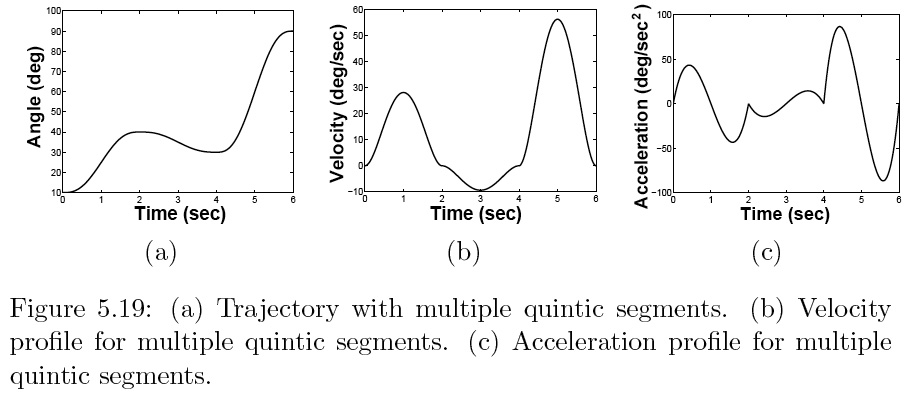 100
90
80
70
60
50
40
30
20
10
0 1 2 3 4 5 6
Angle (deg)
Time (sec)
(a)
60
50
40
30
20
10
0
−10
0 1 2 3 4 5 6
Velocity (deg/sec)
Time (sec)
(b)
100
50
0
−50
−100
0 1 2 3 4 5 6
Acceleration (deg/sec²)
Time (sec)
(c)
Figure 5.19: (a) Trajectory with multiple quintic segments. (b) Velocity
profile for multiple quintic segments. (c) Acceleration profile for multiple
quintic segments.